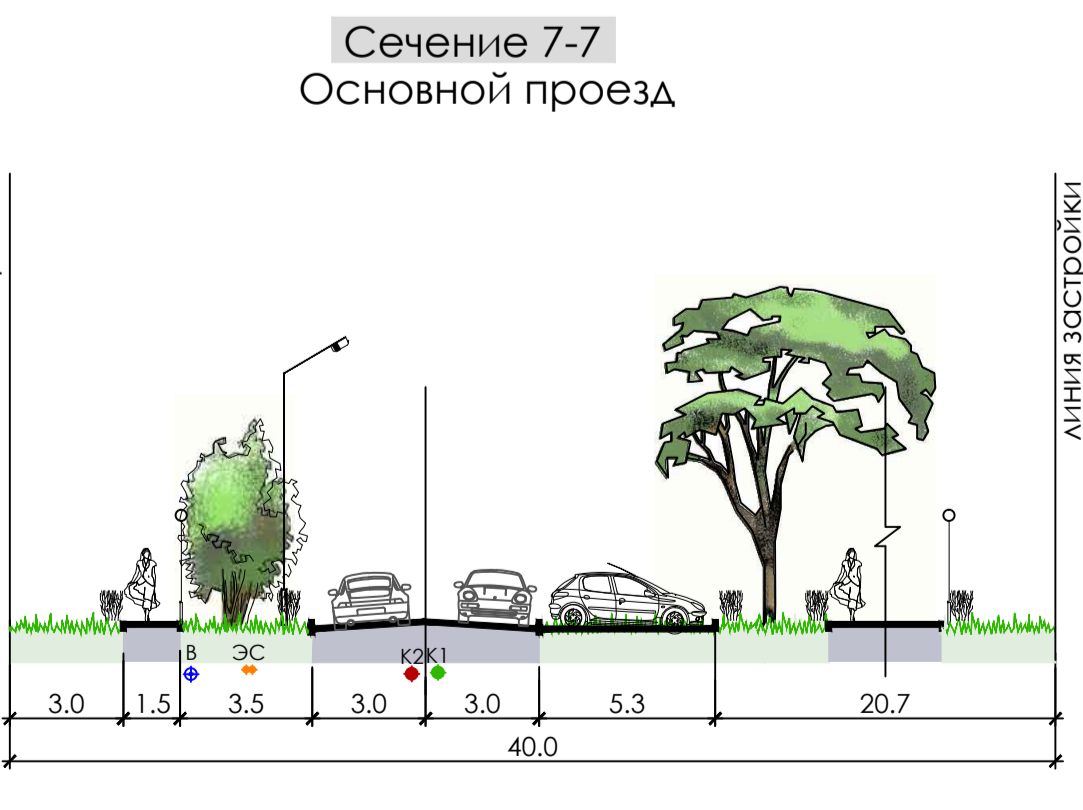 Сечение 7-7
Основной проезд
линия застройки
В ЭС К2 К1
3.0 1.5 3.5 3.0 3.0 5.3 20.7
40.0